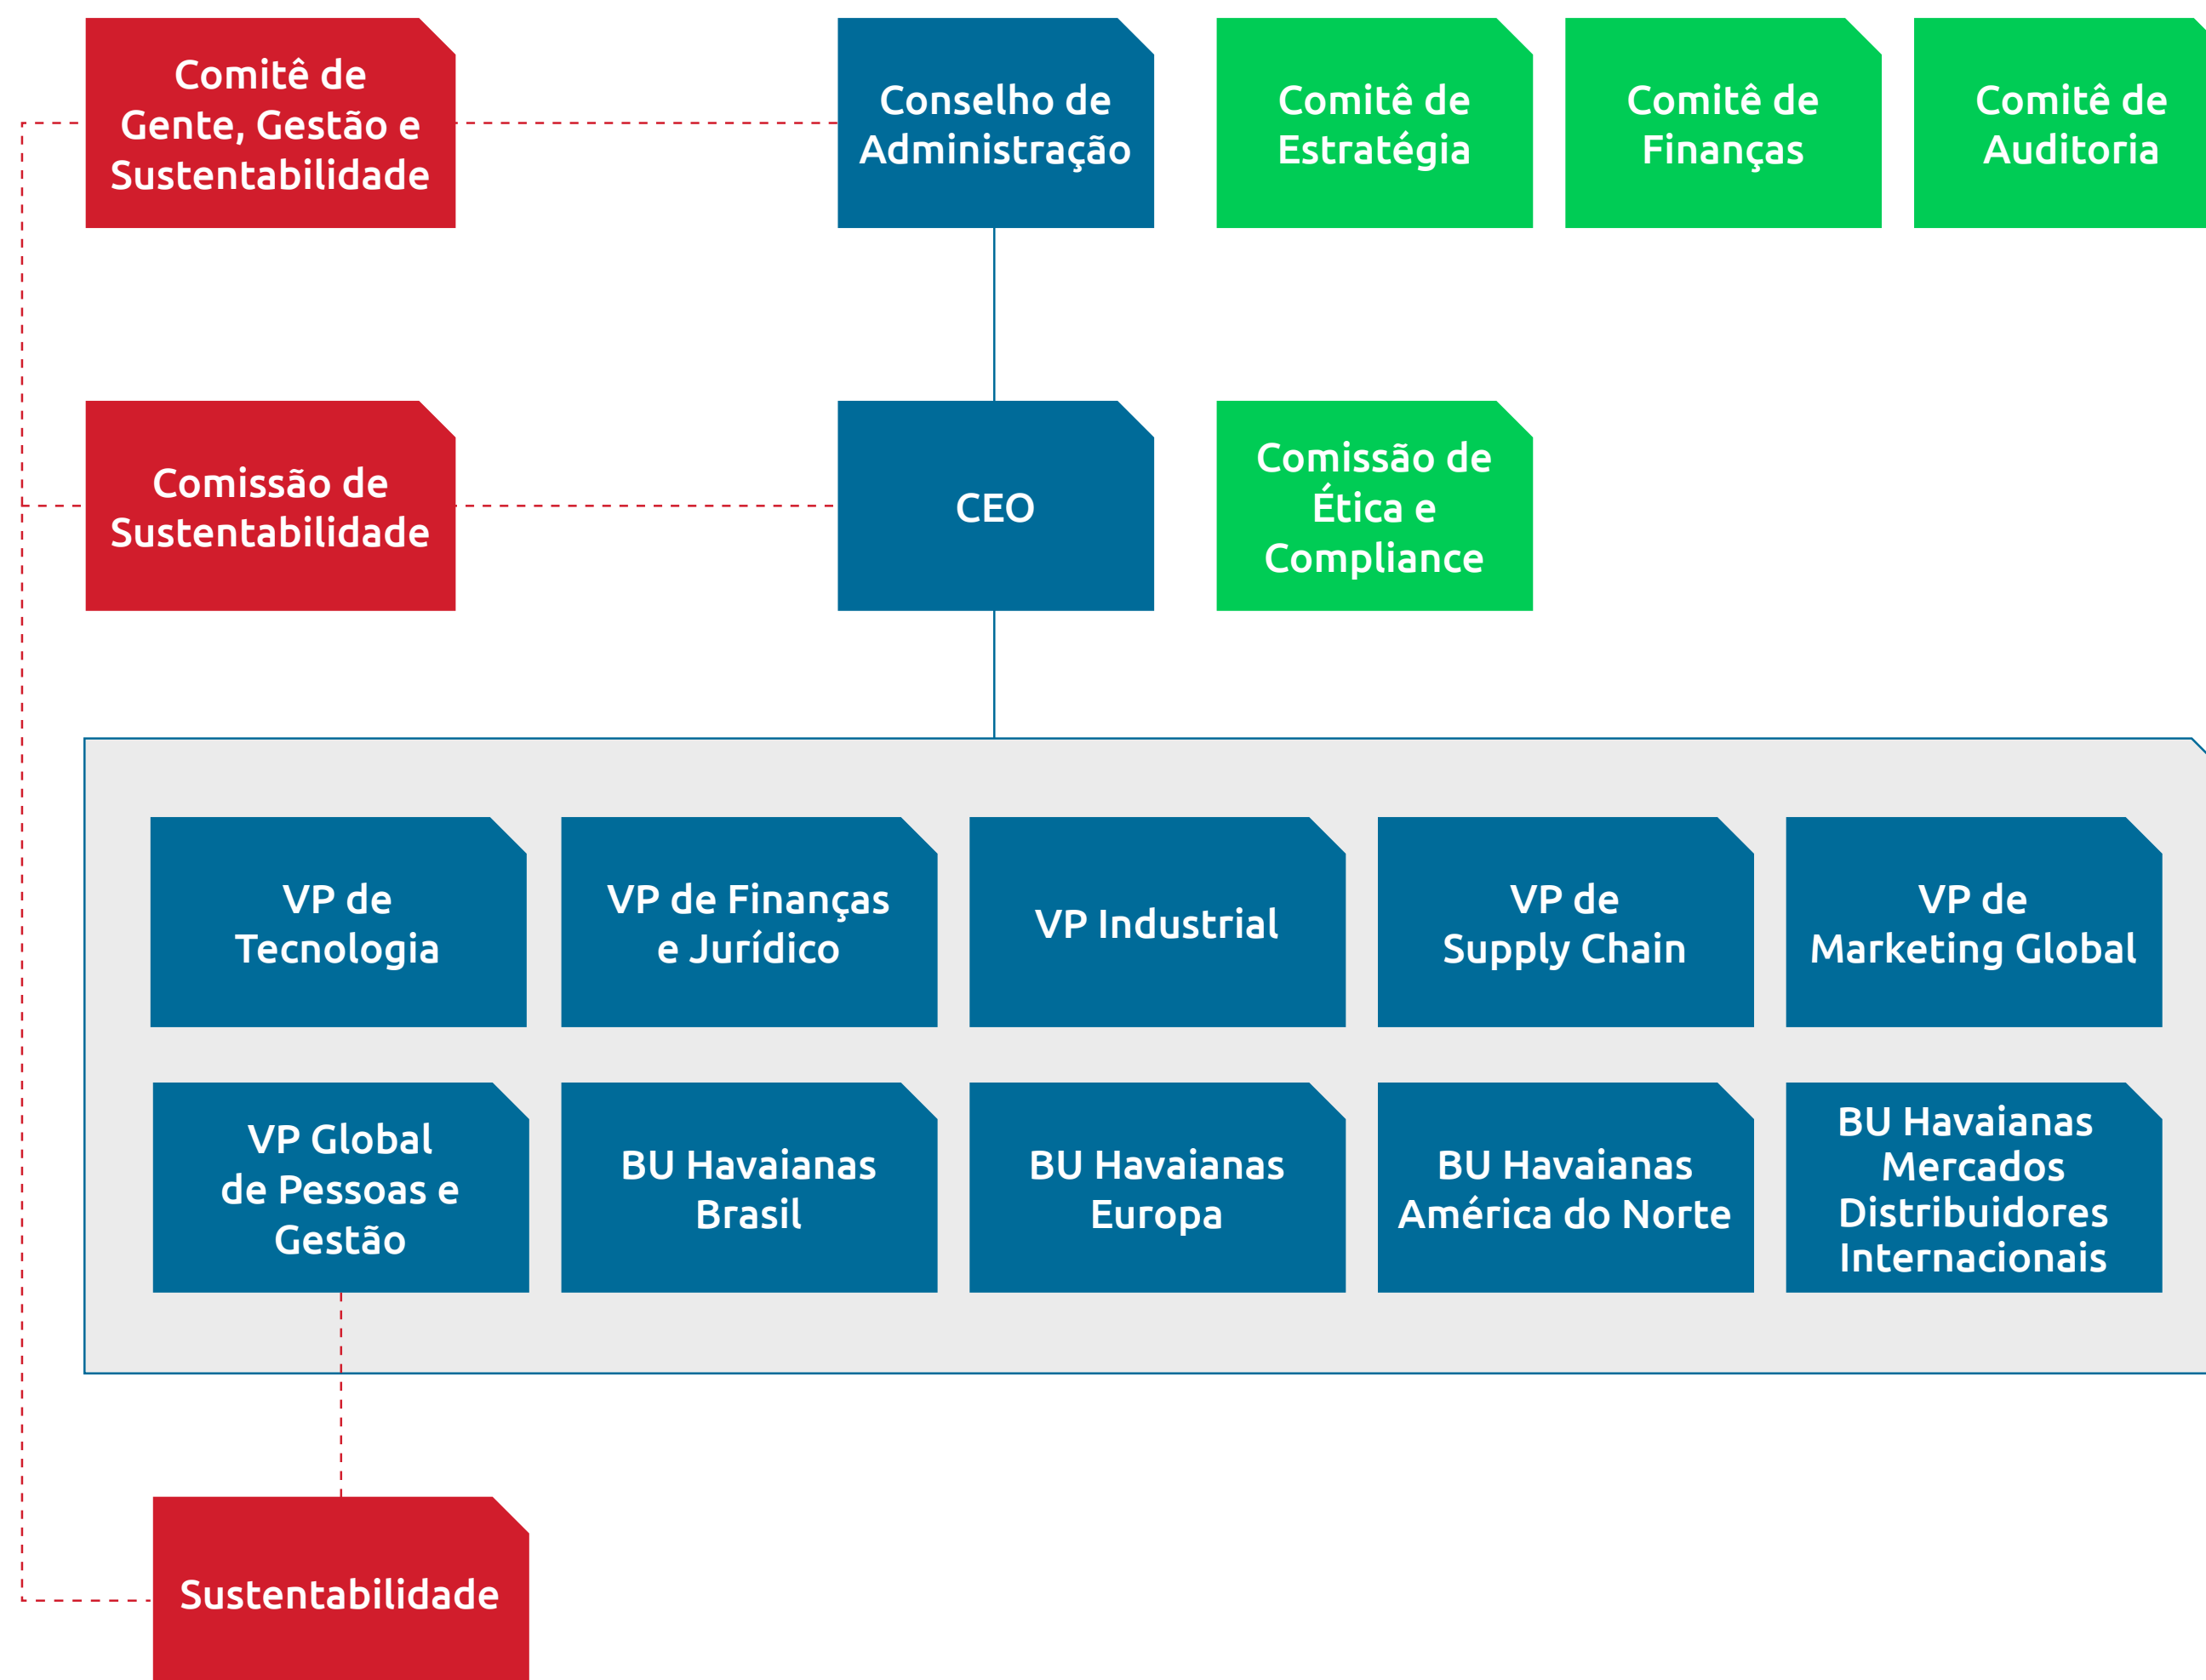 Comitê de
Gente, Gestão e
Sustentabilidade
Conselho de
Administração
Comitê de
Estratégia
Comitê de
Finanças
Comitê de
Auditoria
Comissão de
Sustentabilidade
CEO
Comissão de
Ética e
Compliance
VP de
Tecnologia
VP de Finanças
e Jurídico
VP Industrial
VP de
Supply Chain
VP de
Marketing Global
VP Global
de Pessoas e
Gestão
BU Havaianas
Brasil
BU Havaianas
Europa
BU Havaianas
América do Norte
BU Havaianas
Mercados
Distribuidores
Internacionais
Sustentabilidade